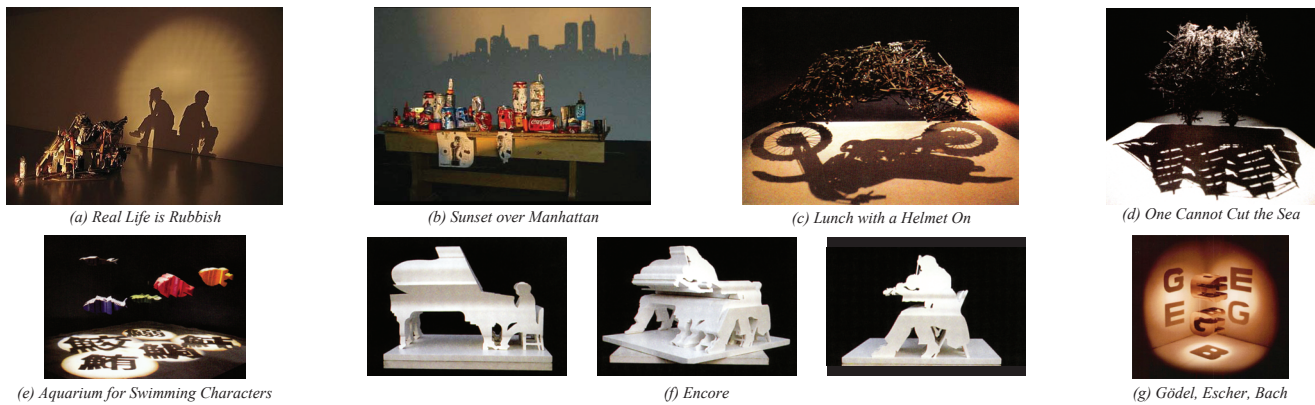 (a) Real Life is Rubbish
(b) Sunset over Manhattan
(c) Lunch with a Helmet On
(d) One Cannot Cut the Sea
(e) Aquarium for Swimming Characters
(f) Encore
G E
E G
B
(g) Gödel, Escher, Bach